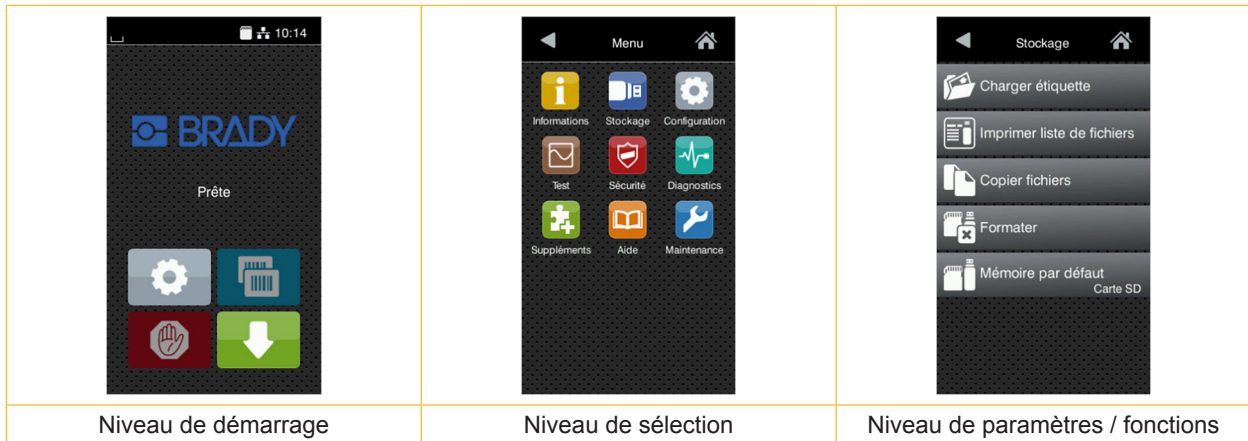 10:14
BRADY
Prête
Niveau de démarrage
Menu
Informations Stockage Configuration
Test Sécurité Diagnostics
Suppléments Aide Maintenance
Niveau de sélection
Stockage
Charger étiquette
Imprimer liste de fichiers
Copier fichiers
Formater
Mémoire par défaut
Carte SD
Niveau de paramètres / fonctions